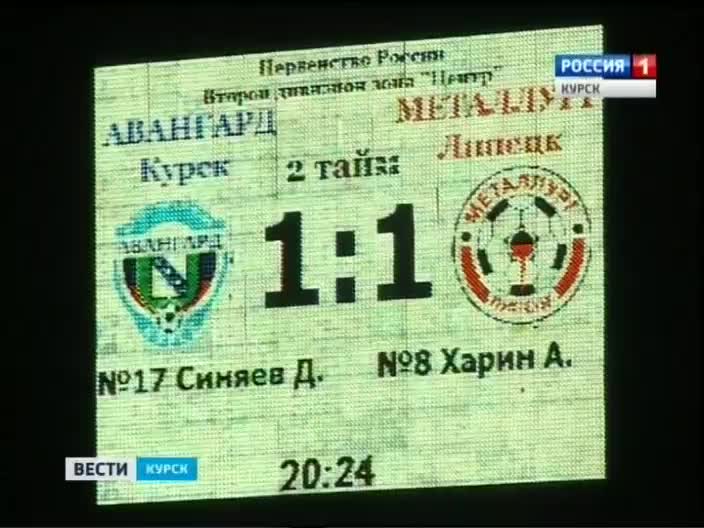 РОССИЯ 1
КУРСК
Первенство России
Второй дивизион зона "Центр"
АВАНГАРД
Курск
МЕТАЛЛУРГ
Липецк
2 тайм
1:1
АВАНГАРД
МЕТАЛЛУРГ
ЛИПЕЦК
№17 Синяев Д.
№8 Харин А.
20:24
ВЕСТИ КУРСК